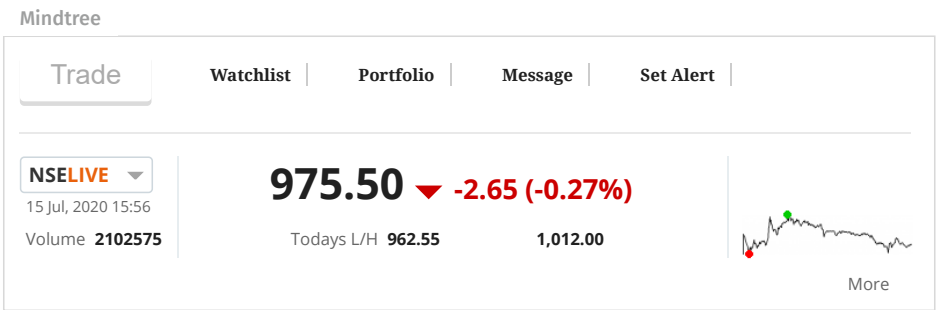 Mindtree
Trade Watchlist Portfolio Message Set Alert
NSELIVE 975.50 -2.65 (-0.27%)
15 Jul, 2020 15:56
Volume 2102575 Todays L/H 962.55 1,012.00
More